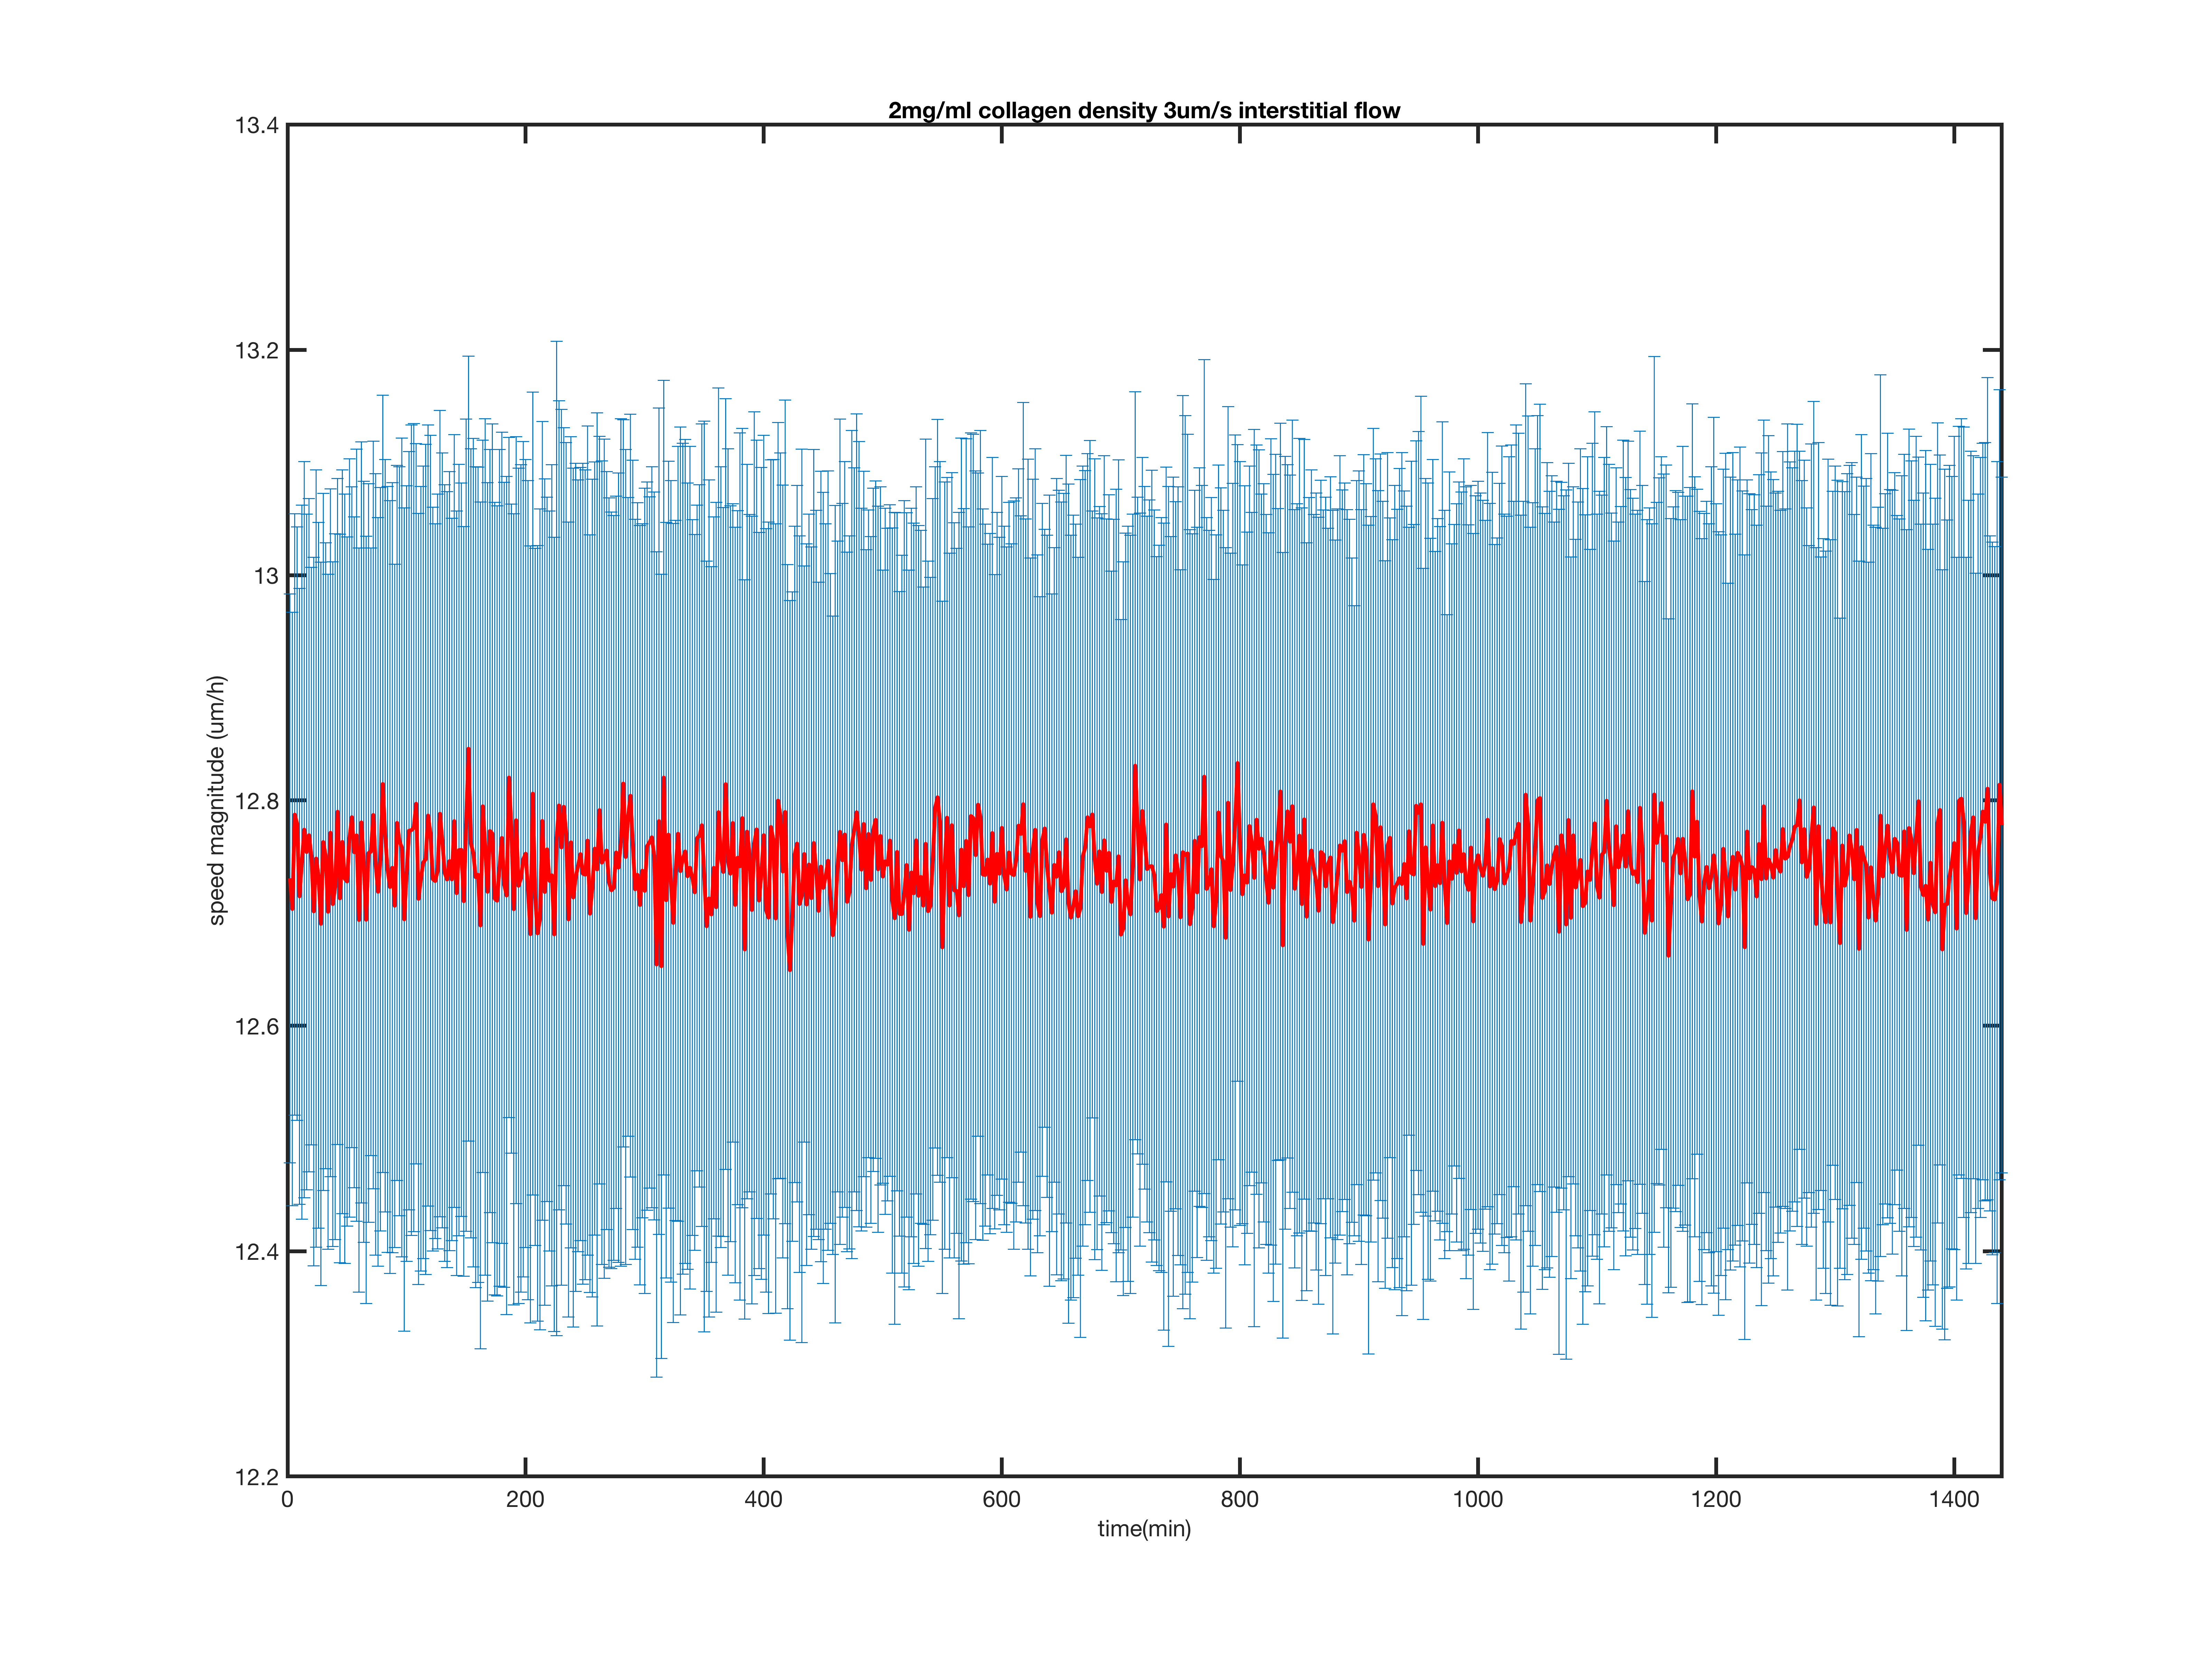 2mg/ml collagen density 3um/s interstitial flow
13.4
13.2
13
12.8
12.6
12.4
12.2
speed magnitude (um/h)
0 200 400 600 800 1000 1200 1400
time(min)